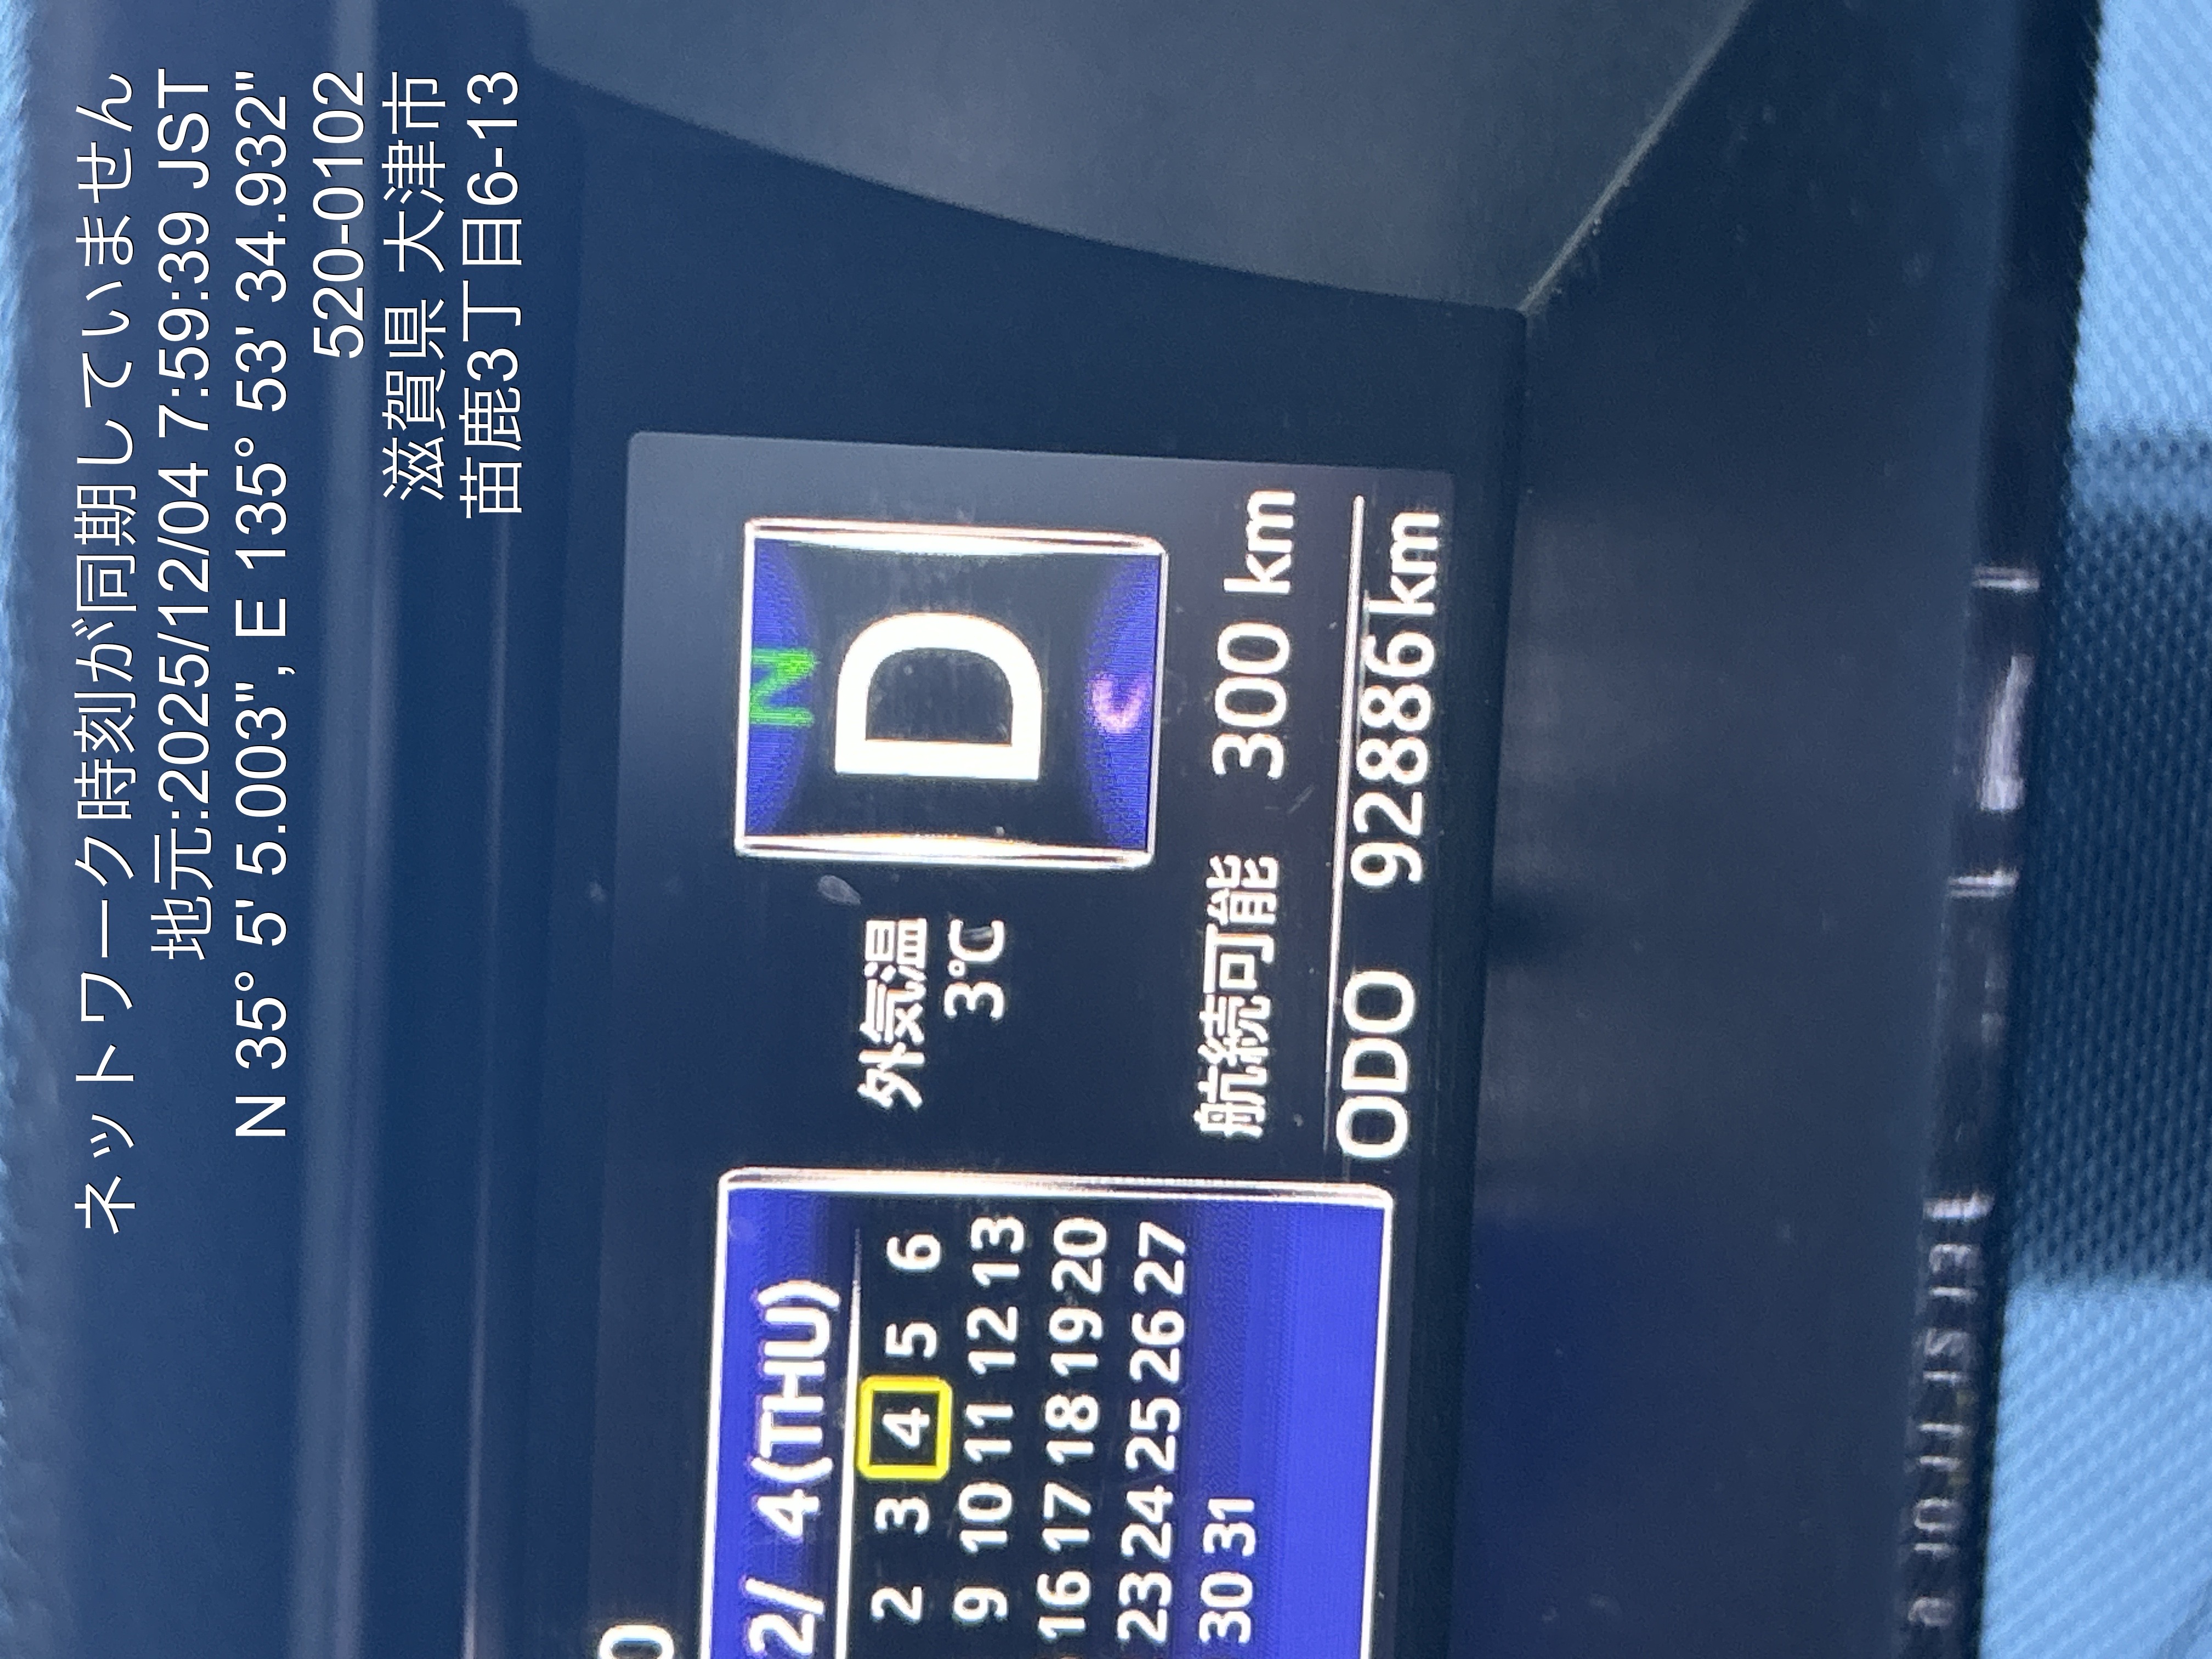 ネットワーク時刻が同期していません
地元:2025/12/04 7:59:39 JST
N 35° 5' 5.003", E 135° 53' 34.932"
520-0102
滋賀県 大津市
苗鹿3丁目6-13
2/ 4(THU)
2 3 4 5 6
9 10 11 12 13
16 17 18 19 20
23 24 25 26 27
30 31
外気温
3℃
N
D
C
航続可能 300 km
ODO 92886 km